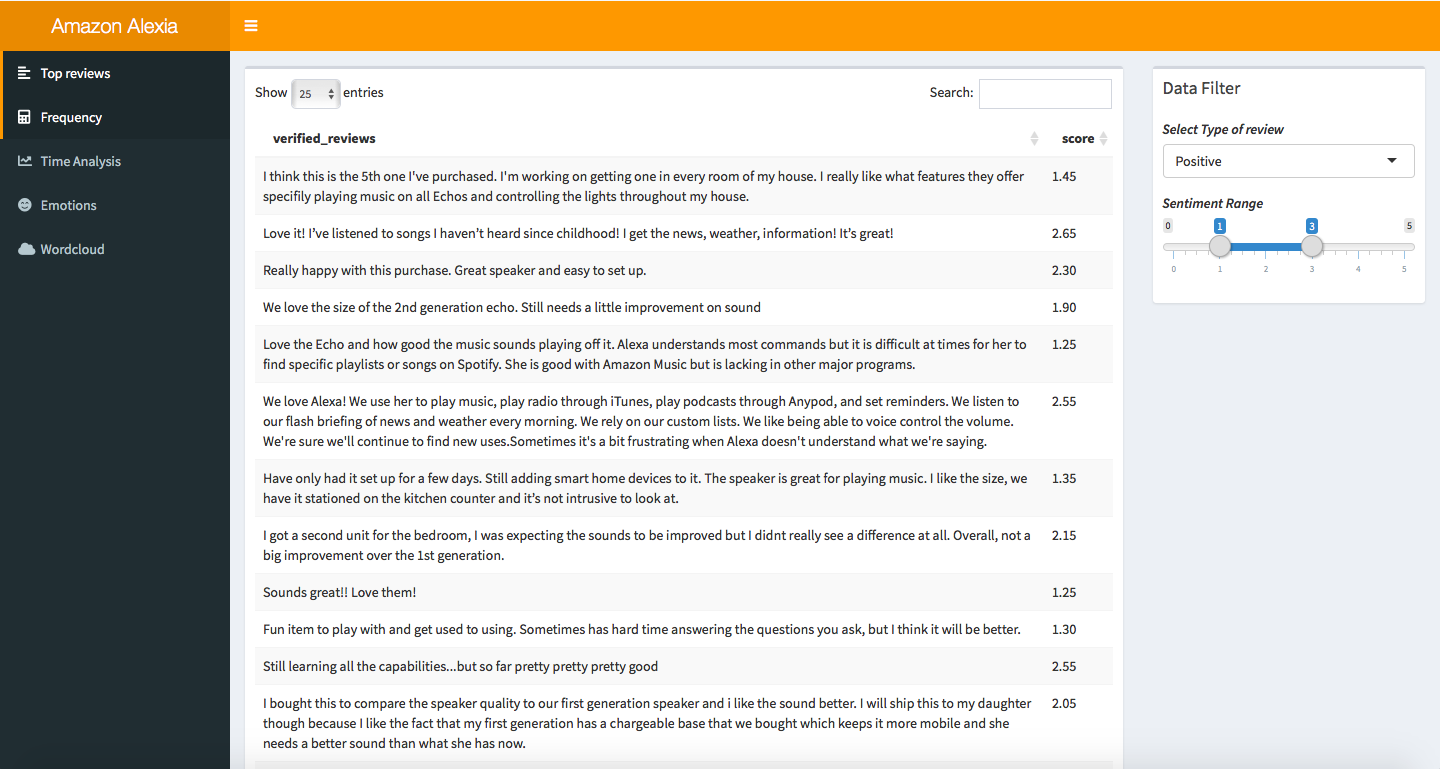 Amazon Alexia
Top reviews
Frequency
Time Analysis
Emotions
Wordcloud
Show 25 entries
Search:
verified_reviews score
I think this is the 5th one I've purchased. I'm working on getting one in every room of my house. I really like what features they offer 1.45
specifily playing music on all Echos and controlling the lights throughout my house.
Love it! I’ve listened to songs I haven’t heard since childhood! I get the news, weather, information! It’s great! 2.65
Really happy with this purchase. Great speaker and easy to set up. 2.30
We love the size of the 2nd generation echo. Still needs a little improvement on sound 1.90
Love the Echo and how good the music sounds playing off it. Alexa understands most commands but it is difficult at times for her to 1.25
find specific playlists or songs on Spotify. She is good with Amazon Music but is lacking in other major programs.
We love Alexa! We use her to play music, play radio through iTunes, play podcasts through Anypod, and set reminders. We listen to 2.55
our flash briefing of news and weather every morning. We rely on our custom lists. We like being able to voice control the volume.
We're sure we'll continue to find new uses.Sometimes it's a bit frustrating when Alexa doesn't understand what we're saying.
Have only had it set up for a few days. Still adding smart home devices to it. The speaker is great for playing music. I like the size, we 1.35
have it stationed on the kitchen counter and it’s not intrusive to look at.
I got a second unit for the bedroom, I was expecting the sounds to be improved but I didnt really see a difference at all. Overall, not a 2.15
big improvement over the 1st generation.
Sounds great!! Love them! 1.25
Fun item to play with and get used to using. Sometimes has hard time answering the questions you ask, but I think it will be better. 1.30
Still learning all the capabilities...but so far pretty pretty pretty good 2.55
I bought this to compare the speaker quality to our first generation speaker and i like the sound better. I will ship this to my daughter 2.05
though because I like the fact that my first generation has a chargeable base that we bought which keeps it more mobile and she
needs a better sound than what she has now.
Data Filter
Select Type of review
Positive
Sentiment Range
0 1 3 5
0 1 2 3 4 5